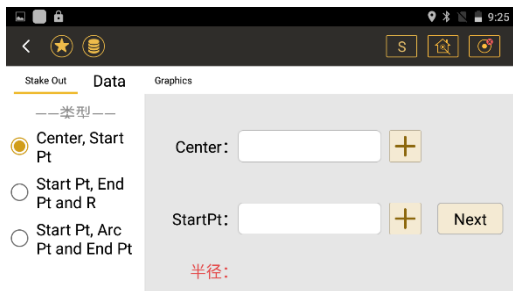 9:25
S
Stake Out Data Graphics
——类型——
Center, Start
Pt
Start Pt, End
Pt and R
Start Pt, Arc
Pt and End Pt
Center:
StartPt:
Next
半径: